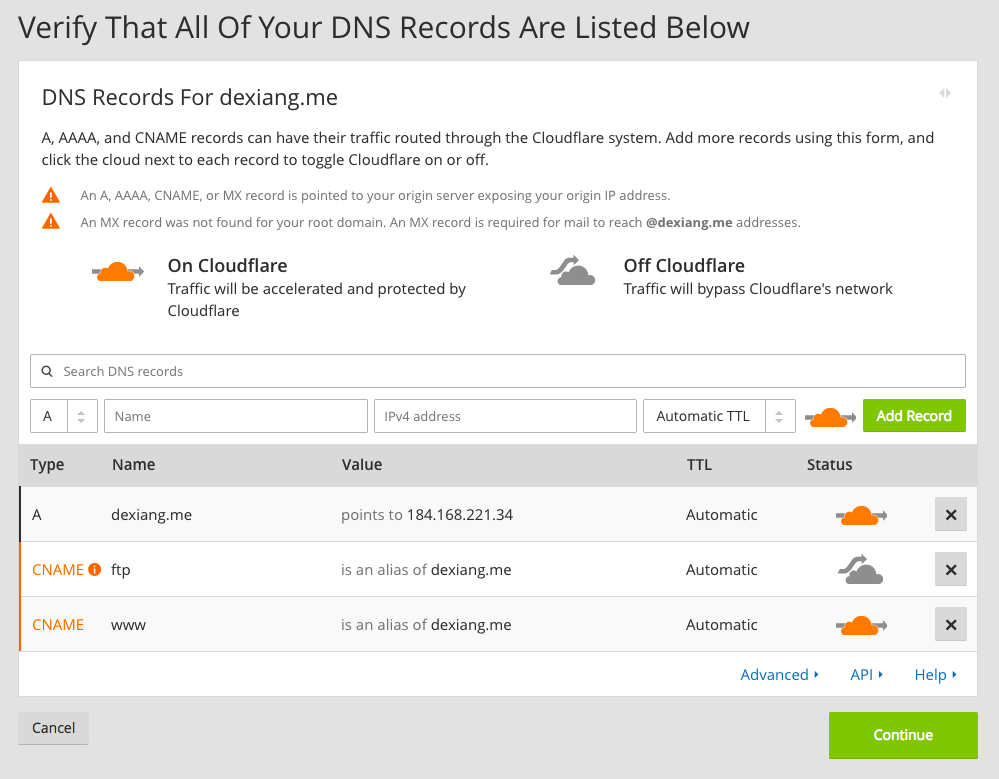 Verify That All Of Your DNS Records Are Listed Below
DNS Records For dexiang.me
A, AAAA, and CNAME records can have their traffic routed through the Cloudflare system. Add more records using this form, and
click the cloud next to each record to toggle Cloudflare on or off.
An A, AAAA, CNAME, or MX record is pointed to your origin server exposing your origin IP address.
An MX record was not found for your root domain. An MX record is required for mail to reach @dexiang.me addresses.
On Cloudflare
Traffic will be accelerated and protected by
Cloudflare
Off Cloudflare
Traffic will bypass Cloudflare's network
Search DNS records
A Name IPv4 address Automatic TTL Add Record
Type Name Value TTL Status
A dexiang.me points to 184.168.221.34 Automatic
CNAME ftp is an alias of dexiang.me Automatic
CNAME www is an alias of dexiang.me Automatic
Advanced API Help
Cancel Continue